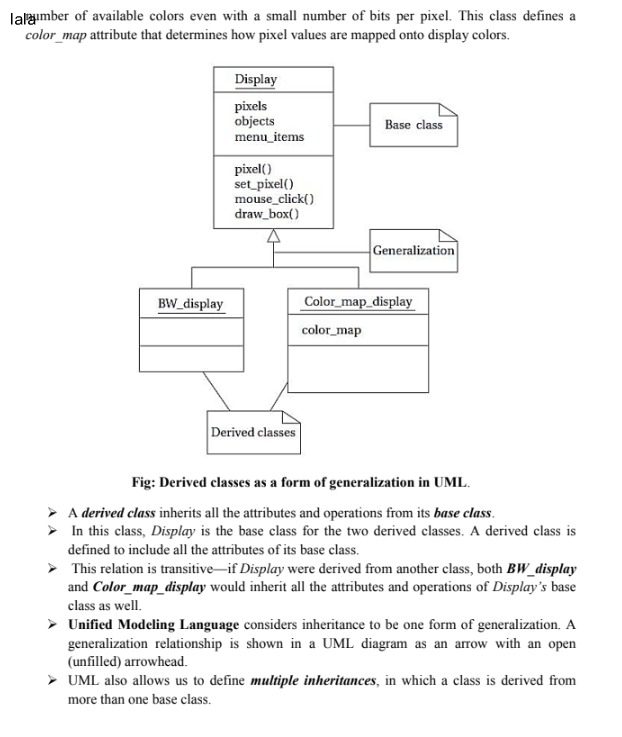 lala
number of available colors even with a small number of bits per pixel. This class defines a
color_map attribute that determines how pixel values are mapped onto display colors.
Display
pixels
objects
menu_items
Base class
pixel()
set_pixel()
mouse_click()
draw_box()
Generalization
BW_display
Color_map_display
color_map
Derived classes
Fig: Derived classes as a form of generalization in UML.
➢ A derived class inherits all the attributes and operations from its base class.
➢ In this class, Display is the base class for the two derived classes. A derived class is
defined to include all the attributes of its base class.
➢ This relation is transitive—if Display were derived from another class, both BW_display
and Color_map_display would inherit all the attributes and operations of Display's base
class as well.
➢ Unified Modeling Language considers inheritance to be one form of generalization. A
generalization relationship is shown in a UML diagram as an arrow with an open
(unfilled) arrowhead.
➢ UML also allows us to define multiple inheritances, in which a class is derived from
more than one base class.